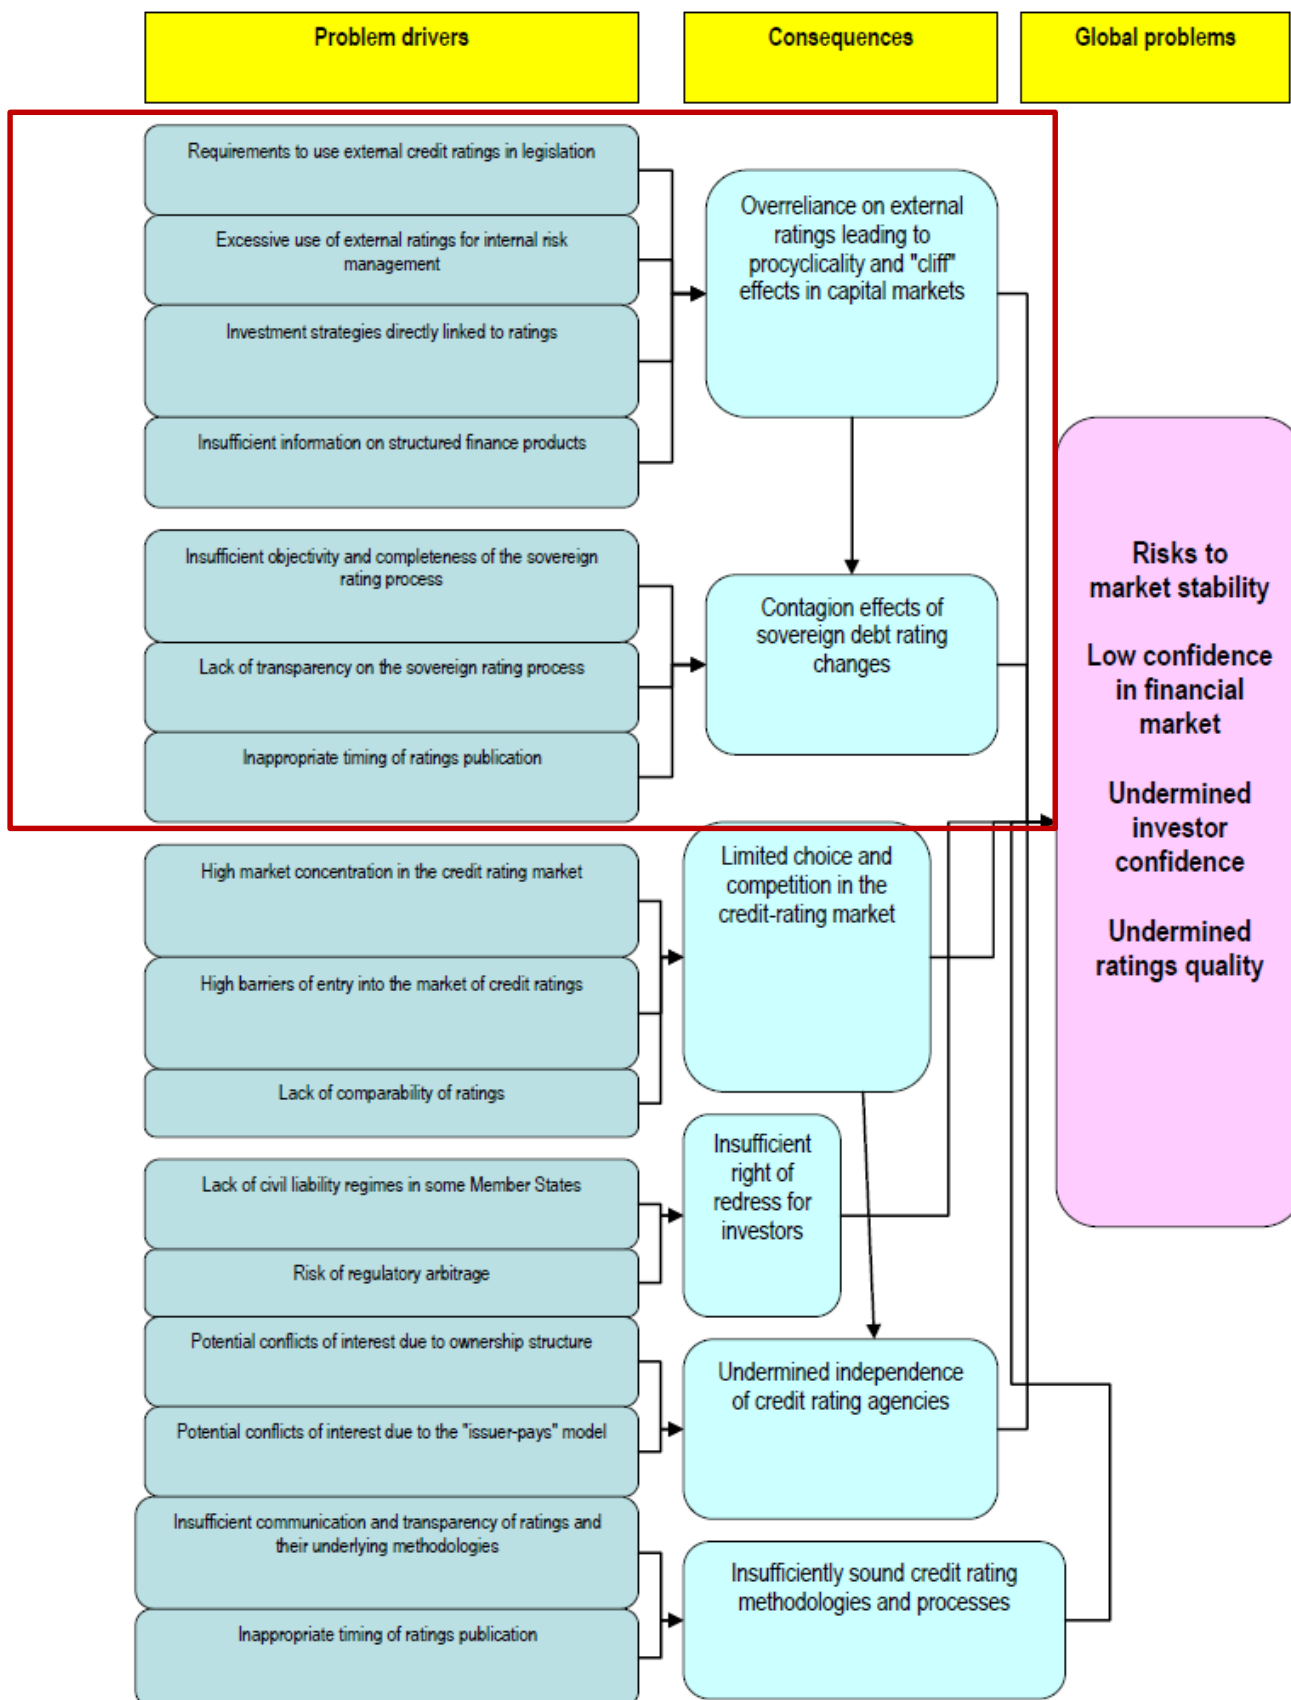 Problem drivers
Consequences
Global problems
Requirements to use external credit ratings in legislation
Excessive use of external ratings for internal risk
management
Investment strategies directly linked to ratings
Insufficient information on structured finance products
Overreliance on external
ratings leading to
procyclicality and "cliff"
effects in capital markets
Insufficient objectivity and completeness of the sovereign
rating process
Lack of transparency on the sovereign rating process
Inappropriate timing of ratings publication
Contagion effects of
sovereign debt rating
changes
High market concentration in the credit rating market
High barriers of entry into the market of credit ratings
Lack of comparability of ratings
Limited choice and
competition in the
credit-rating market
Lack of civil liability regimes in some Member States
Risk of regulatory arbitrage
Insufficient
right of
redress for
investors
Potential conflicts of interest due to ownership structure
Potential conflicts of interest due to the "issuer-pays" model
Undermined independence
of credit rating agencies
Insufficient communication and transparency of ratings and
their underlying methodologies
Inappropriate timing of ratings publication
Insufficiently sound credit rating
methodologies and processes
Risks to
market stability
Low confidence
in financial
market
Undermined
investor
confidence
Undermined
ratings quality